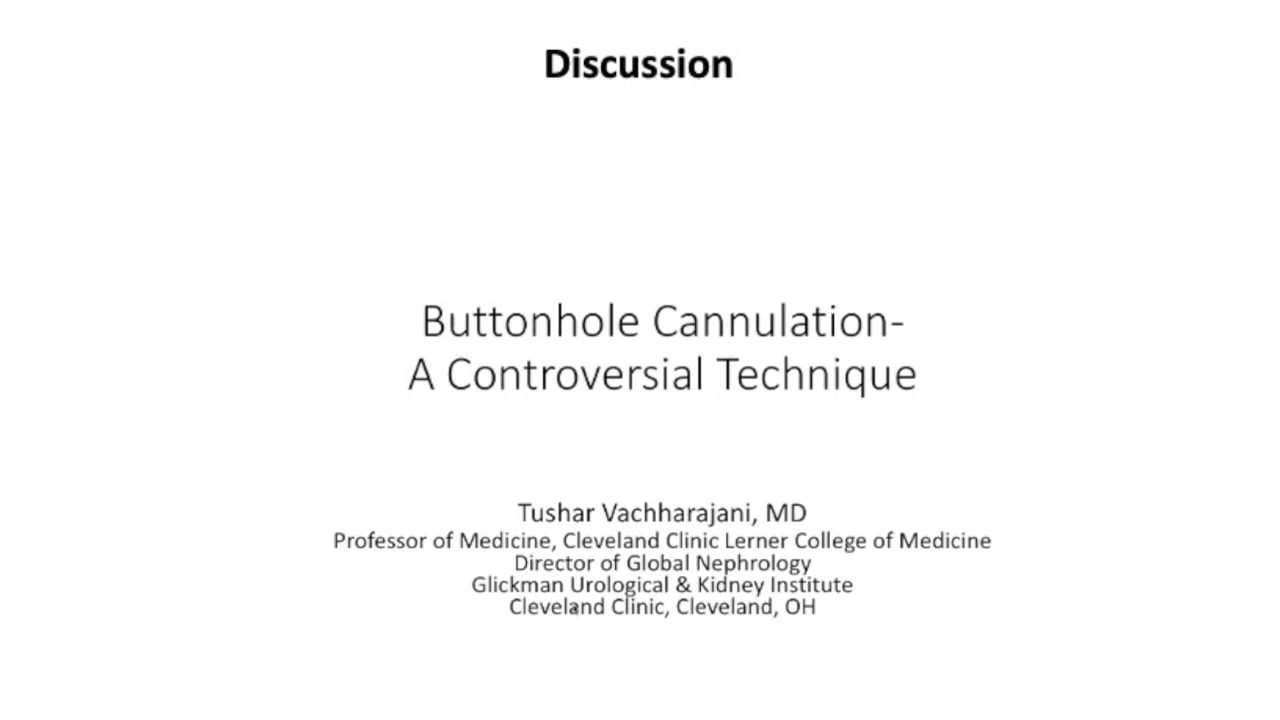 Discussion
Buttonhole Cannulation-
A Controversial Technique
Tushar Vachharajani, MD
Professor of Medicine, Cleveland Clinic Lerner College of Medicine
Director of Global Nephrology
Glickman Urological & Kidney Institute
Cleveland Clinic, Cleveland, OH